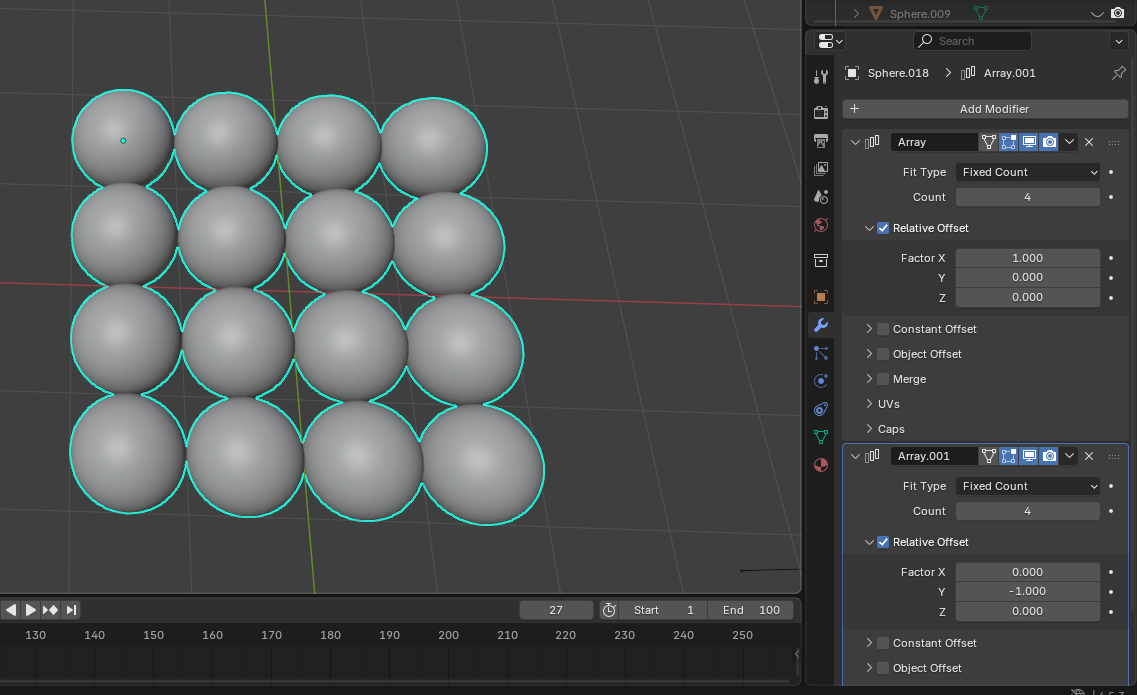 Sphere.009
Search
Sphere.018 Array.001
Add Modifier
Array
Fit Type Fixed Count
Count 4
Relative Offset
Factor X 1.000
Y 0.000
Z 0.000
Constant Offset
Object Offset
Merge
UVs
Caps
Array.001
Fit Type Fixed Count
Count 4
Relative Offset
Factor X 0.000
Y -1.000
Z 0.000
Constant Offset
Object Offset
27 Start 1 End 100
130 140 150 160 170 180 190 200 210 220 230 240 250